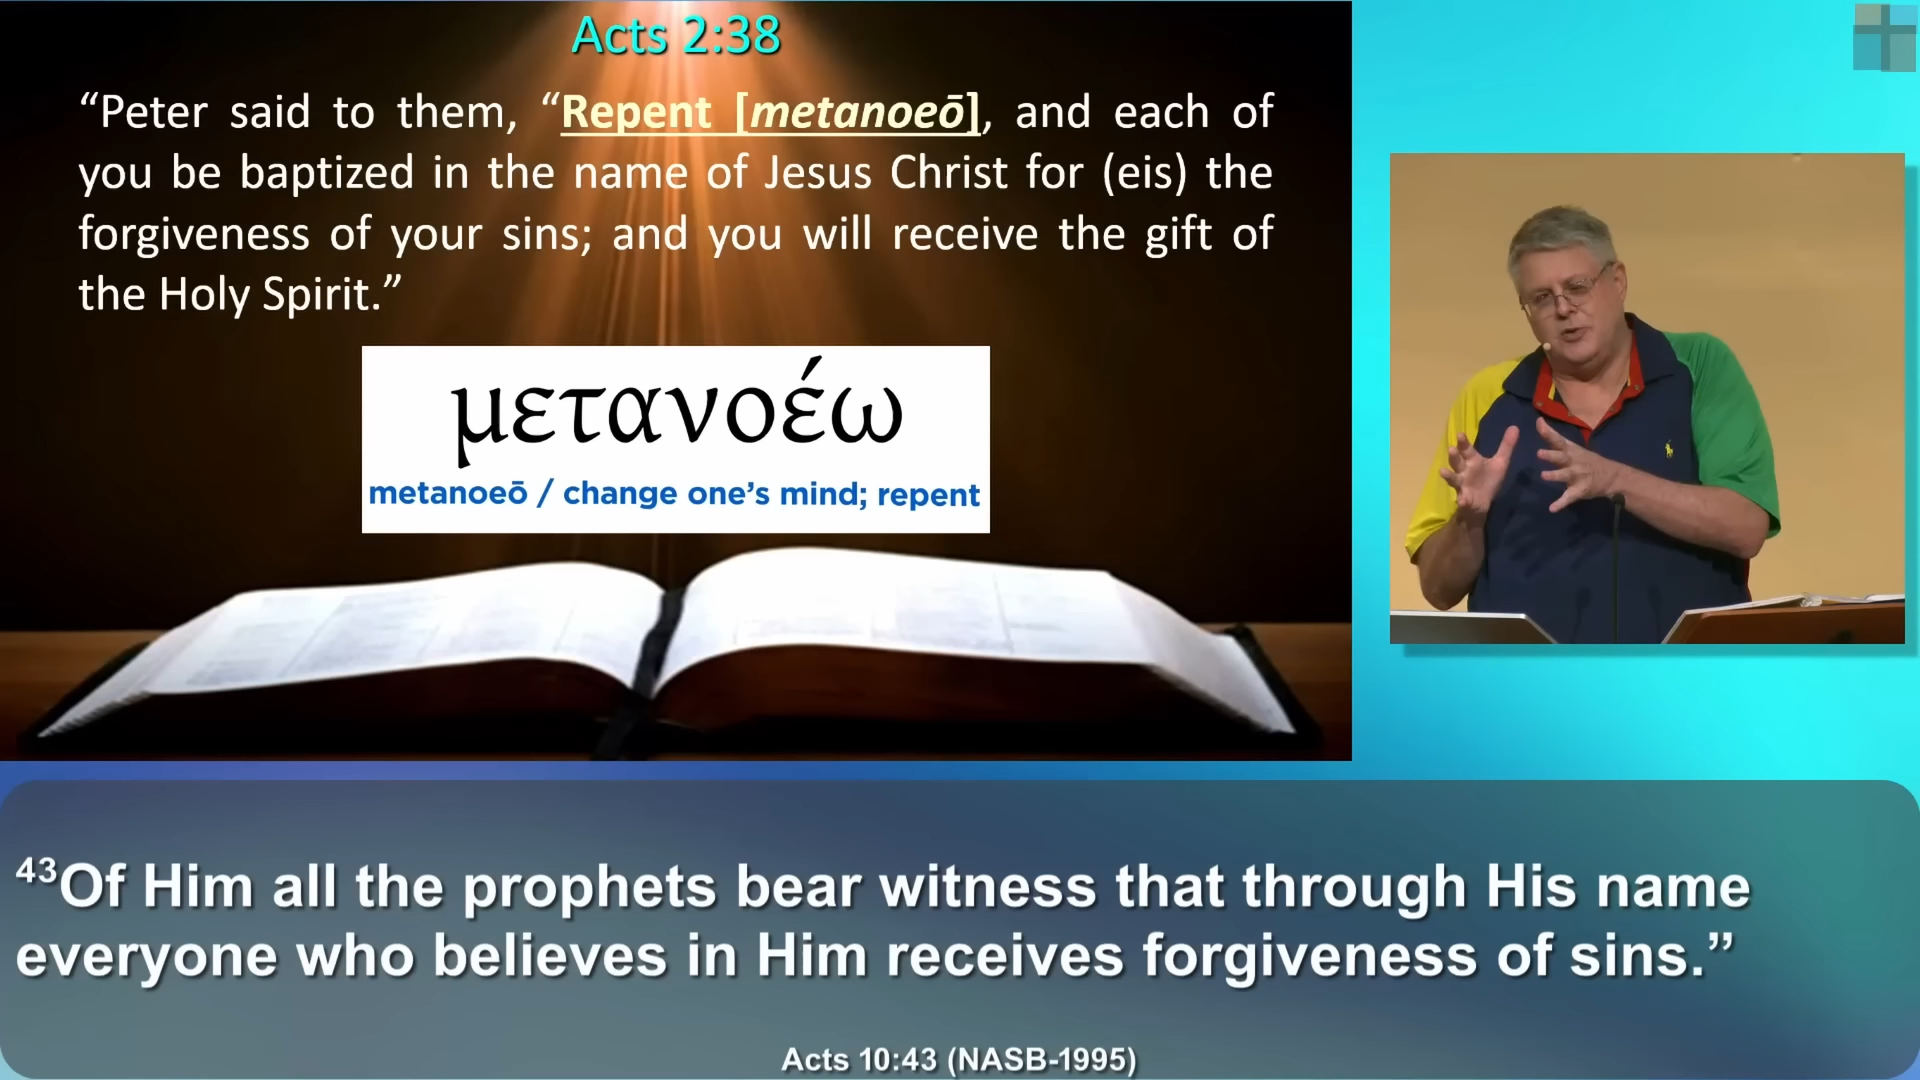 Acts 2:38
“Peter said to them, “Repent [metanoeō], and each of
you be baptized in the name of Jesus Christ for (eis) the
forgiveness of your sins; and you will receive the gift of
the Holy Spirit.”
μετανοέω
metanoeō / change one’s mind; repent
⁴³Of Him all the prophets bear witness that through His name
everyone who believes in Him receives forgiveness of sins.”
Acts 10:43 (NASB-1995)